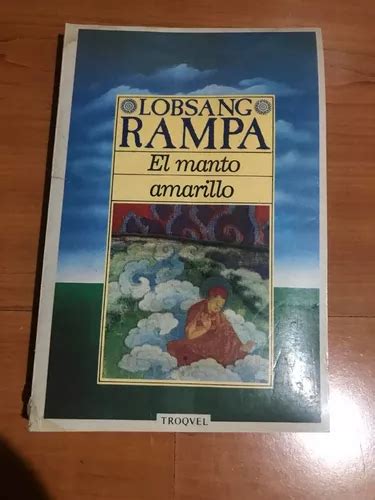 LOBSANG
RAMPA
El manto
amarillo
TROQVEL